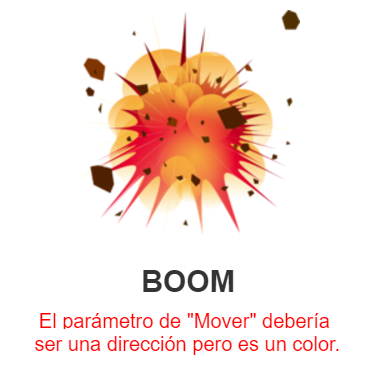 BOOM
El parámetro de "Mover" debería
ser una dirección pero es un color.